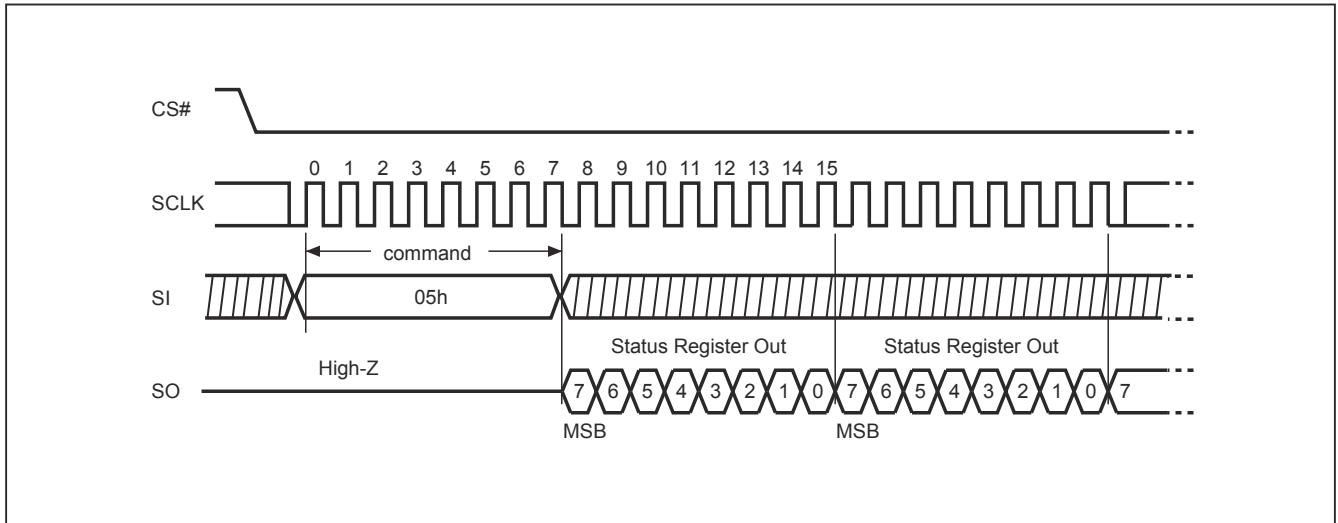 CS#
0 1 2 3 4 5 6 7 8 9 10 11 12 13 14 15
SCLK
command
SI
05h
Status Register Out Status Register Out
High-Z
SO
7 6 5 4 3 2 1 0 7 6 5 4 3 2 1 0 7
MSB MSB